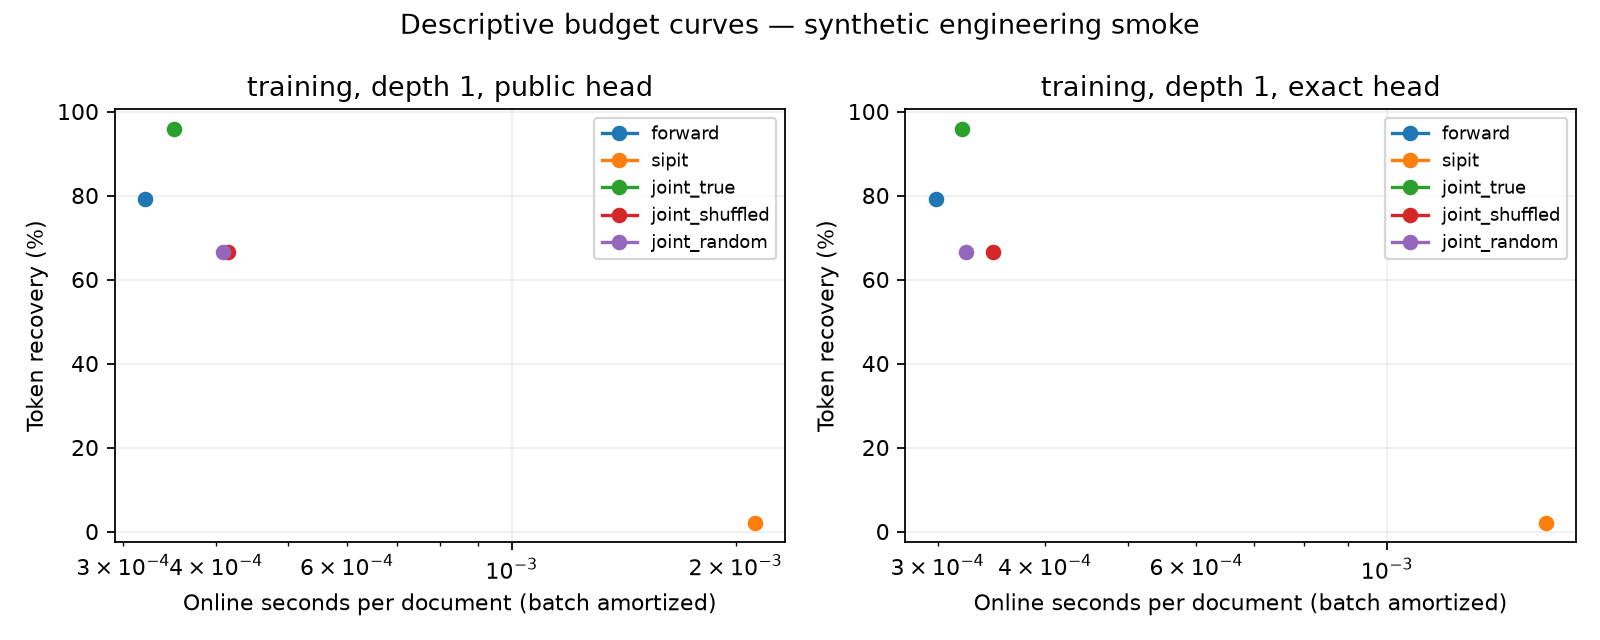 Descriptive budget curves — synthetic engineering smoke
training, depth 1, public head
Token recovery (%)
100
80
60
40
20
0
forward
sipit
joint_true
joint_shuffled
joint_random
3 × 10⁻⁴
4 × 10⁻⁴
6 × 10⁻⁴
10⁻³
2 × 10⁻³
Online seconds per document (batch amortized)
training, depth 1, exact head
Token recovery (%)
100
80
60
40
20
0
forward
sipit
joint_true
joint_shuffled
joint_random
3 × 10⁻⁴
4 × 10⁻⁴
6 × 10⁻⁴
10⁻³
Online seconds per document (batch amortized)